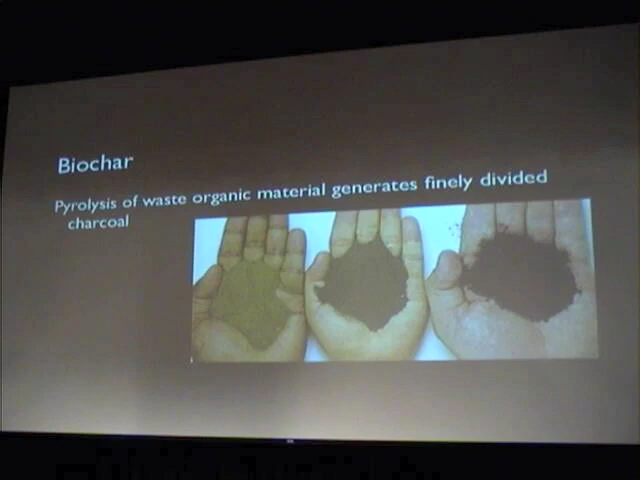 Biochar
Pyrolysis of waste organic material generates finely divided
charcoal